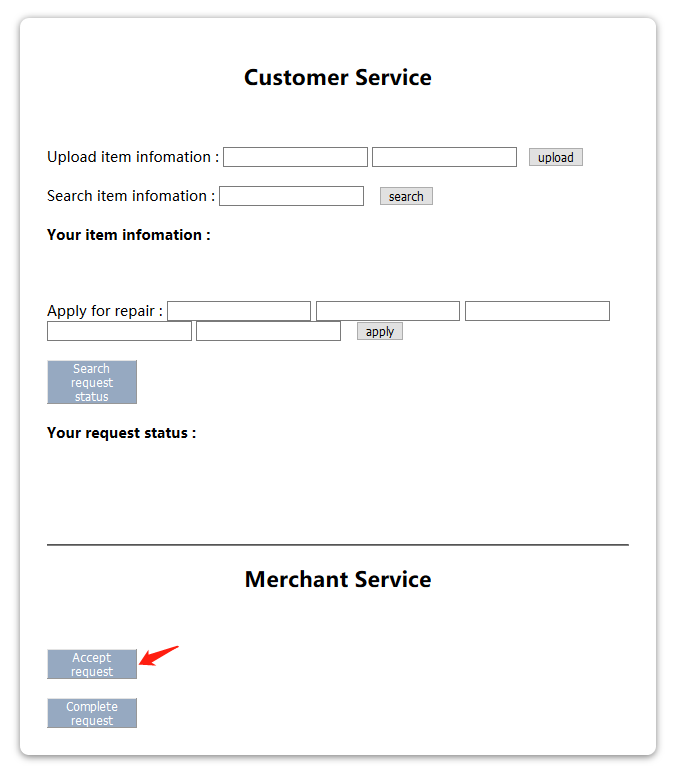 Customer Service
Upload item infomation : upload
Search item infomation : search
Your item infomation :
Apply for repair :
apply
Search
request
status
Your request status :
Merchant Service
Accept
request
Complete
request